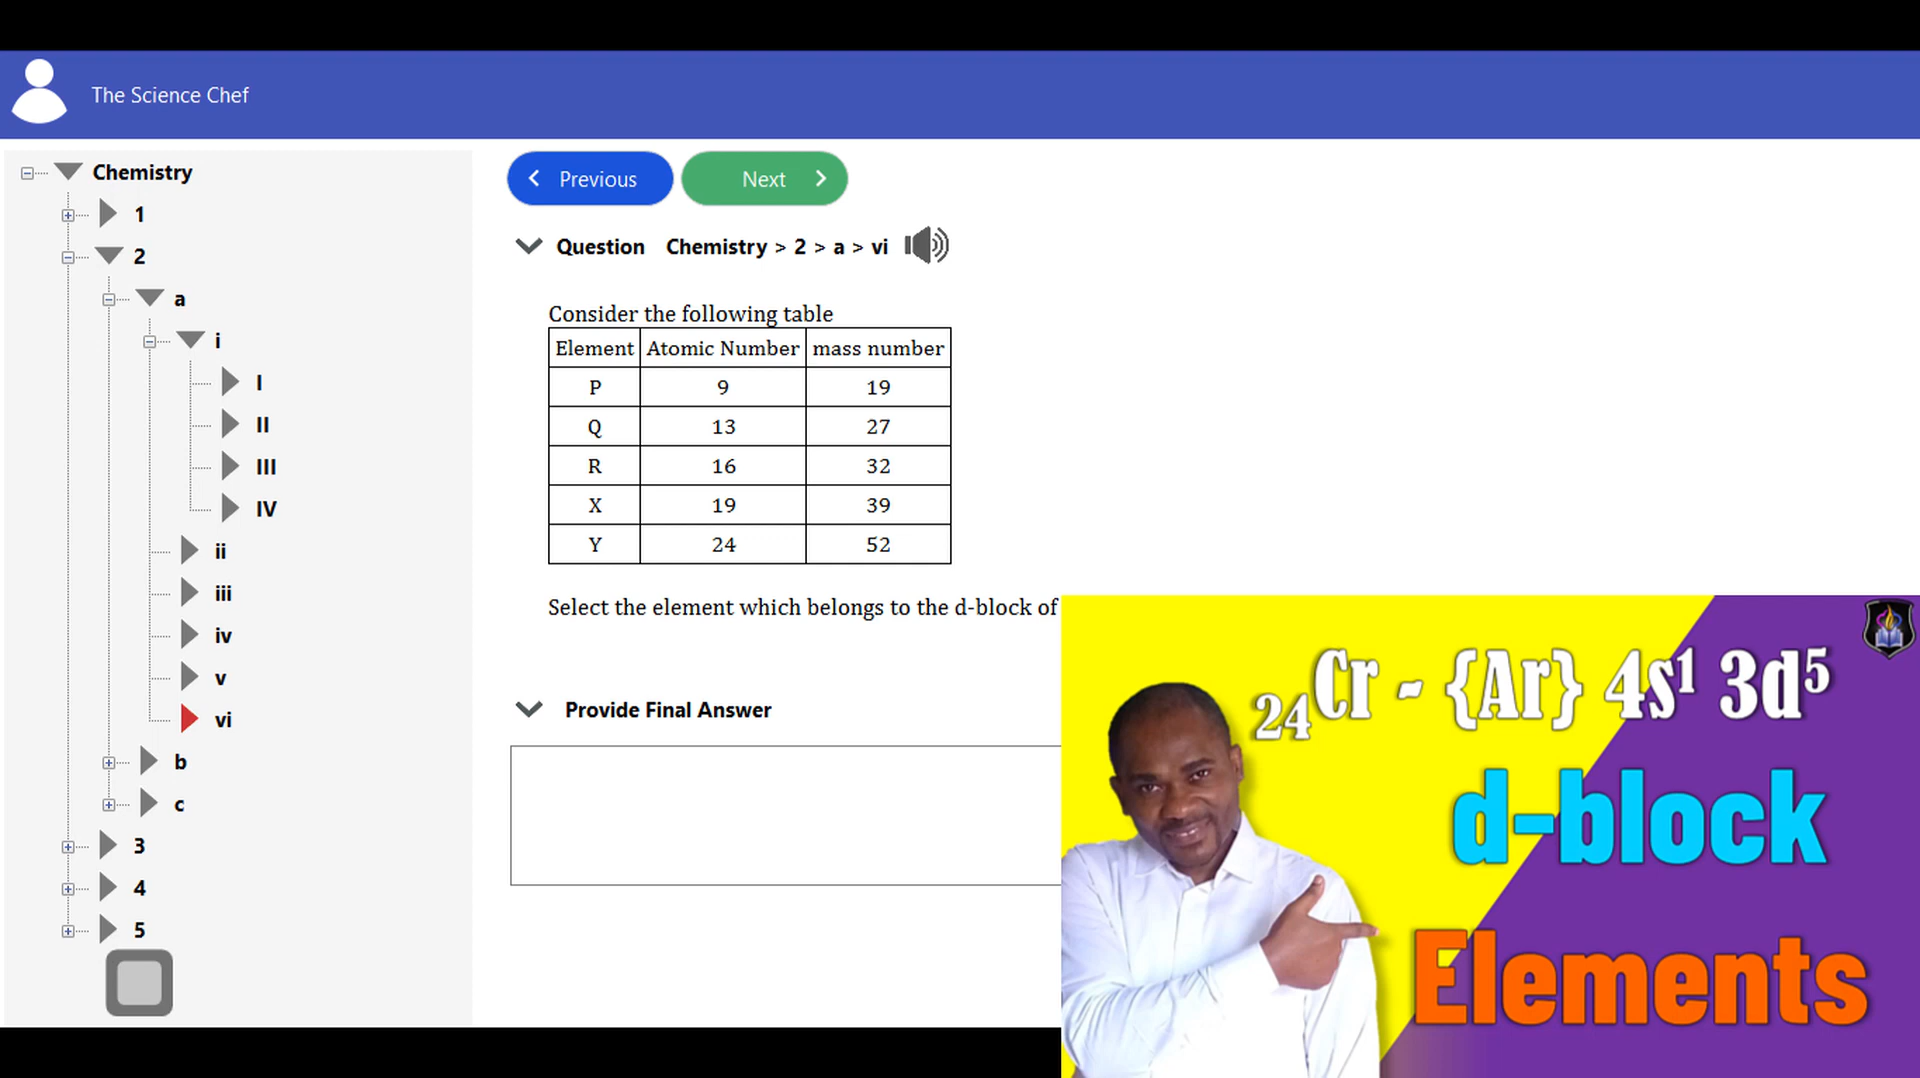 The Science Chef
Chemistry
1
2
a
i
I
II
III
IV
ii
iii
iv
v
vi
b
c
3
4
5
Previous
Next
Question Chemistry > 2 > a > vi
Consider the following table
Element Atomic Number mass number
P 9 19
Q 13 27
R 16 32
X 19 39
Y 24 52
Select the element which belongs to the d-block of
Provide Final Answer
₂₄Cr - {Ar} 4s¹ 3d⁵
d-block
Elements